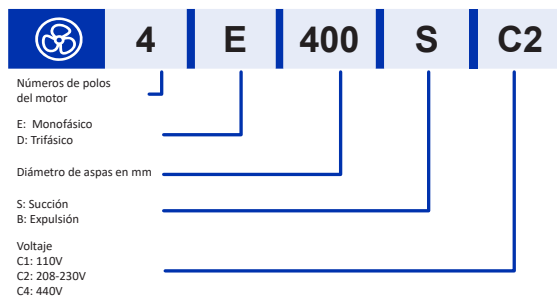 4 E 400 S C2
Números de polos
del motor
E: Monofásico
D: Trifásico
Diámetro de aspas en mm
S: Succión
B: Expulsión
Voltaje
C1: 110V
C2: 208-230V
C4: 440V